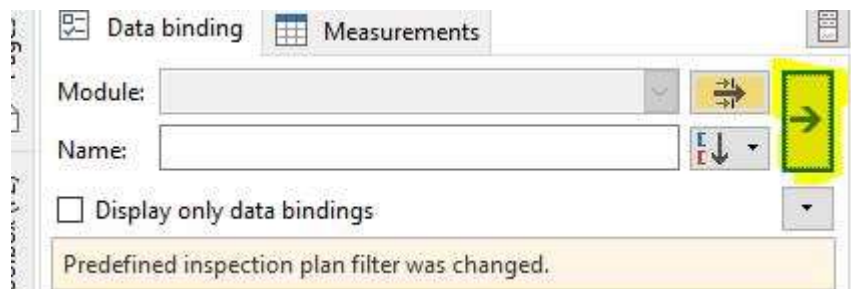 Data binding Measurements
Module:
Name:
Display only data bindings
Predefined inspection plan filter was changed.